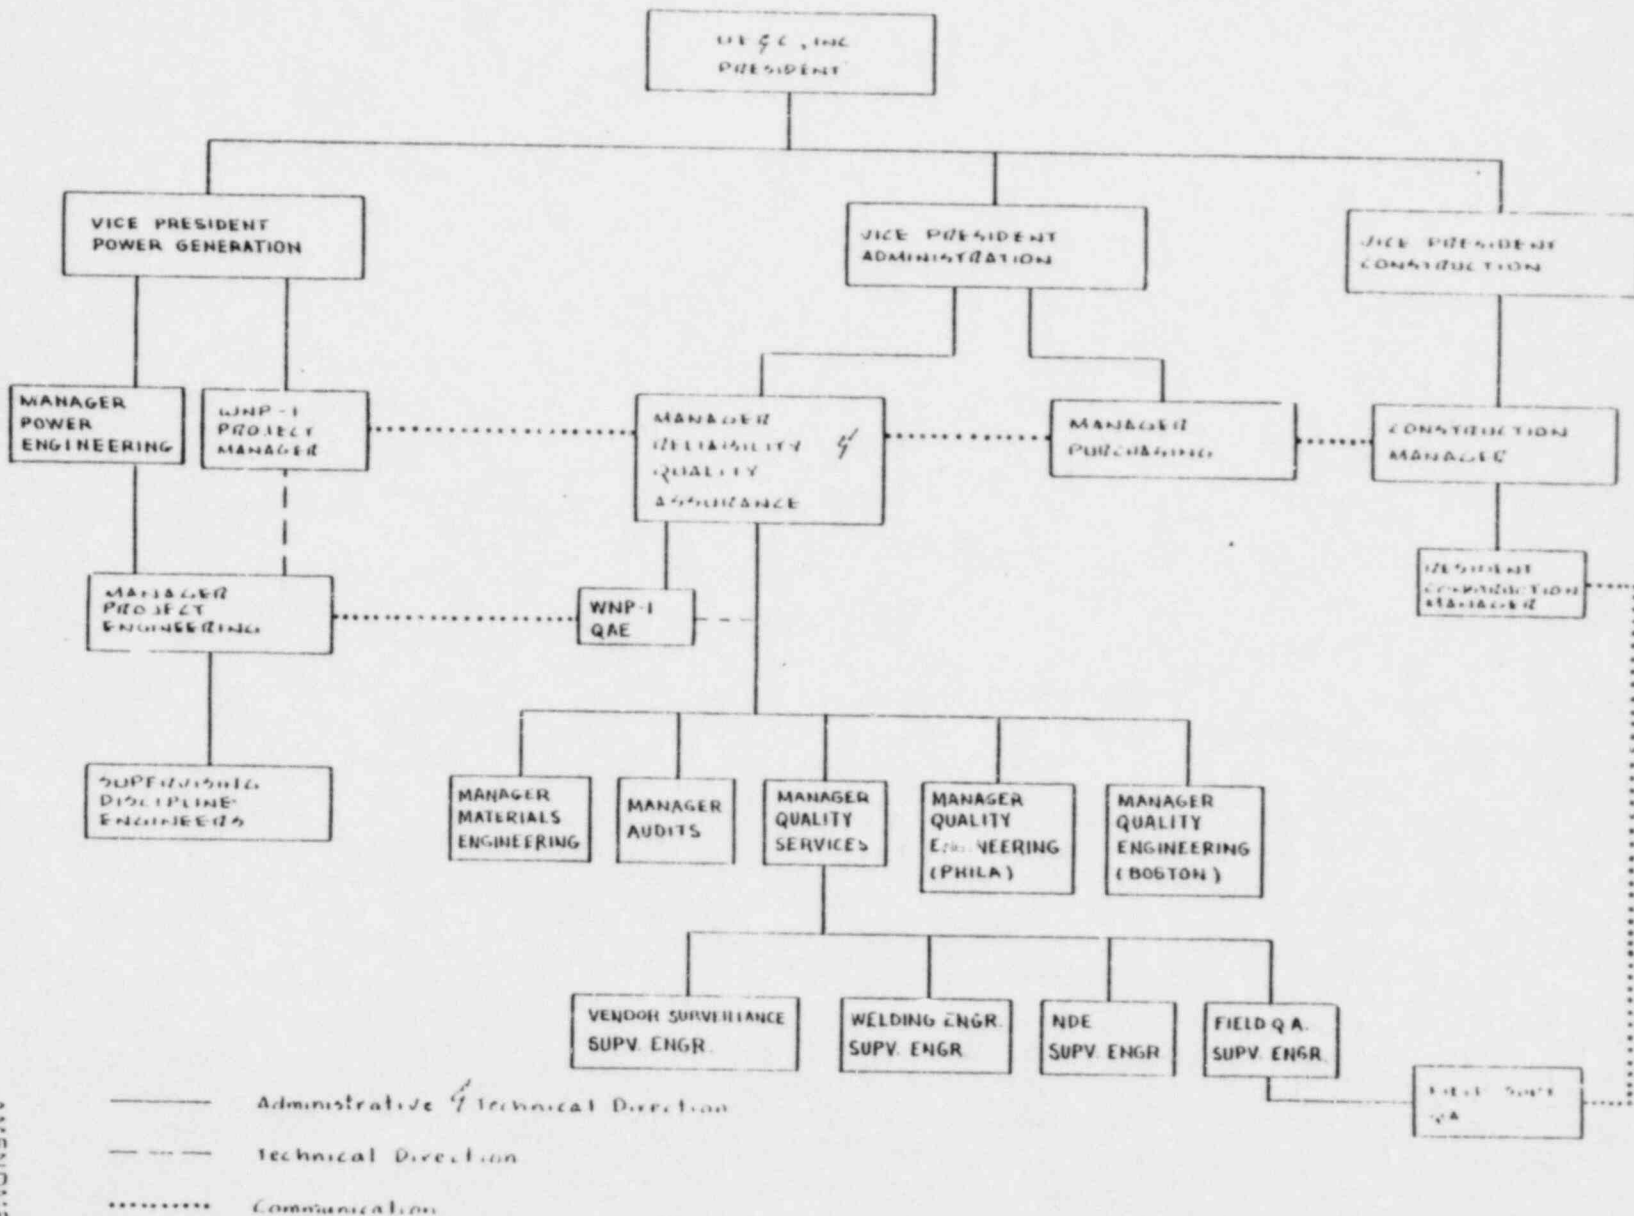 UE&C, INC
PRESIDENT
VICE PRESIDENT
POWER GENERATION
VICE PRESIDENT
ADMINISTRATION
VICE PRESIDENT
CONSTRUCTION
MANAGER
POWER
ENGINEERING
WNP-1
PROJECT
MANAGER
MANAGER
RELIABILITY &
QUALITY
ASSURANCE
MANAGER
PURCHASING
CONSTRUCTION
MANAGER
MANAGER
PROJECT
ENGINEERING
WNP-1
QAE
RESIDENT
CONSTRUCTION
MANAGER
SUPERVISING
DISCIPLINE
ENGINEERS
MANAGER
MATERIALS
ENGINEERING
MANAGER
AUDITS
MANAGER
QUALITY
SERVICES
MANAGER
QUALITY
ENGINEERING
(PHILA)
MANAGER
QUALITY
ENGINEERING
(BOSTON)
VENDOR SURVEILLANCE
SUPV. ENGR.
WELDING ENGR.
SUPV. ENGR
NDE
SUPV. ENGR
FIELD Q A.
SUPV. ENGR.
FIELD SUPT
QA
Administrative & Technical Direction
Technical Direction
Communication